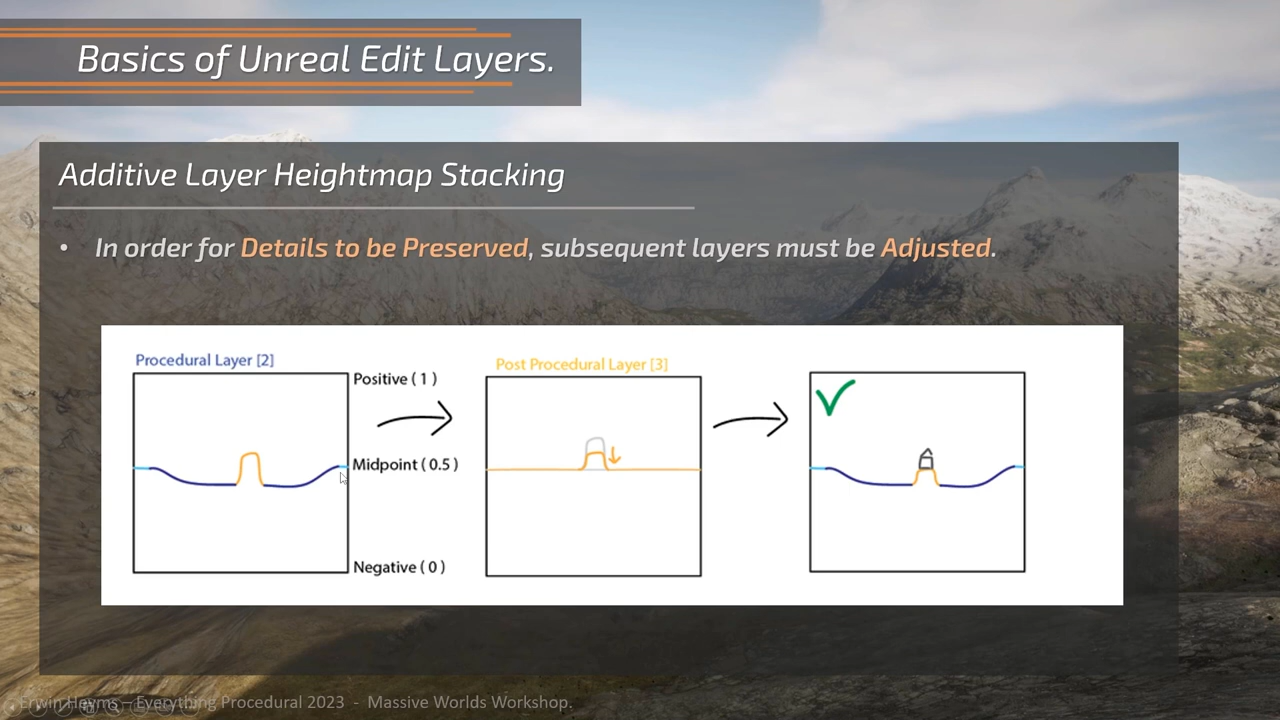 Basics of Unreal Edit Layers.
Additive Layer Heightmap Stacking
• In order for Details to be Preserved, subsequent layers must be Adjusted.
Procedural Layer [2]
Positive ( 1 )
Midpoint ( 0.5 )
Negative ( 0 )
Post Procedural Layer [3]
Erwin Heyms – Everything Procedural 2023 - Massive Worlds Workshop.